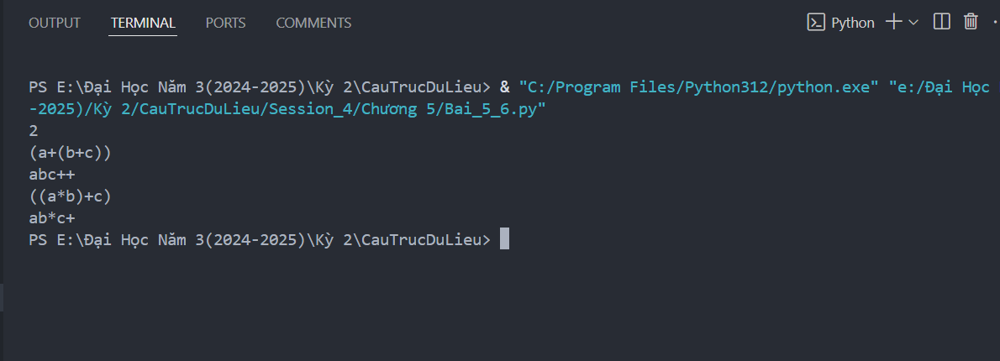 OUTPUT TERMINAL PORTS COMMENTS Python
PS E:\Đại Học Năm 3(2024-2025)\Kỳ 2\CauTrucDuLieu> & "C:/Program Files/Python312/python.exe" "e:/Đại Học
-2025)/Kỳ 2/CauTrucDuLieu/Session_4/Chương 5/Bai_5_6.py"
2
(a+(b+c))
abc++
((a*b)+c)
ab*c+
PS E:\Đại Học Năm 3(2024-2025)\Kỳ 2\CauTrucDuLieu>